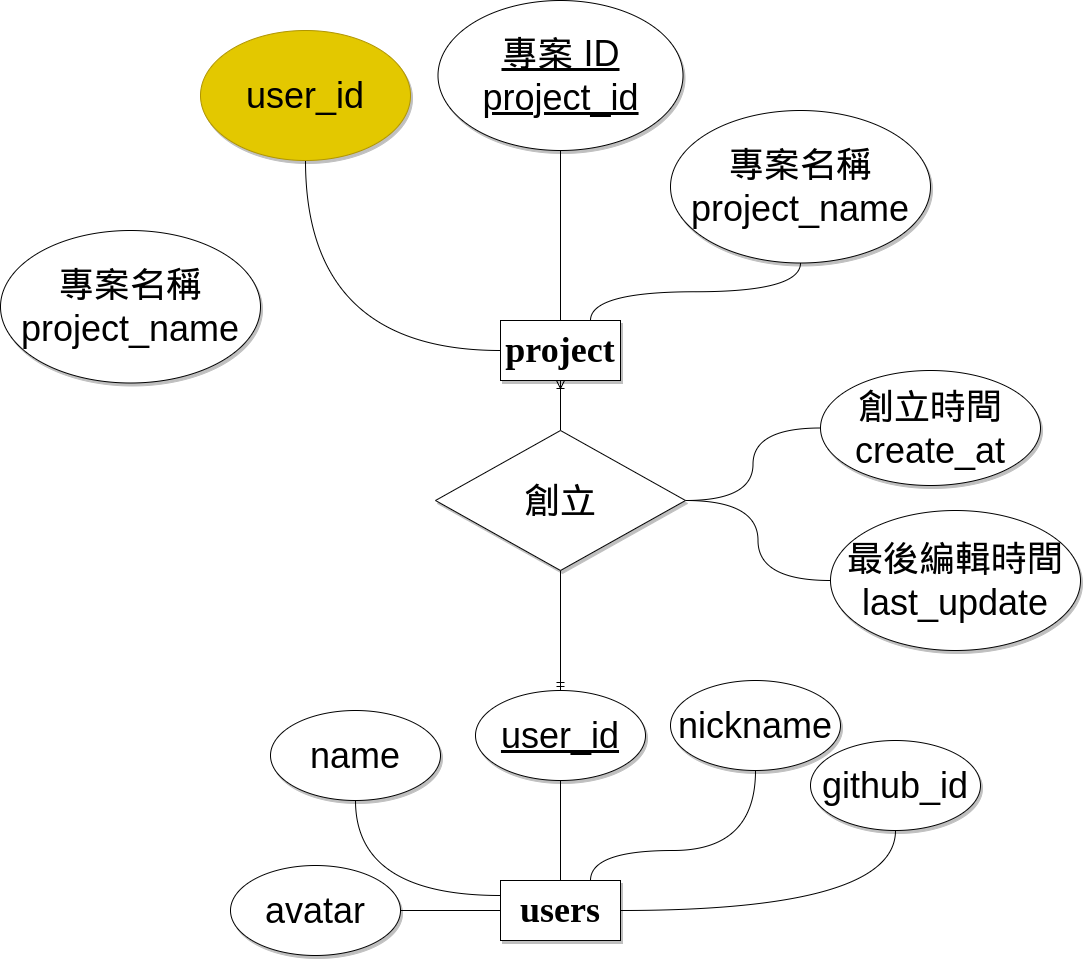 user_id
專案 ID
project_id
專案名稱
project_name
專案名稱
project_name
project
創立時間
create_at
創立
最後編輯時間
last_update
name
user_id
nickname
github_id
avatar
users